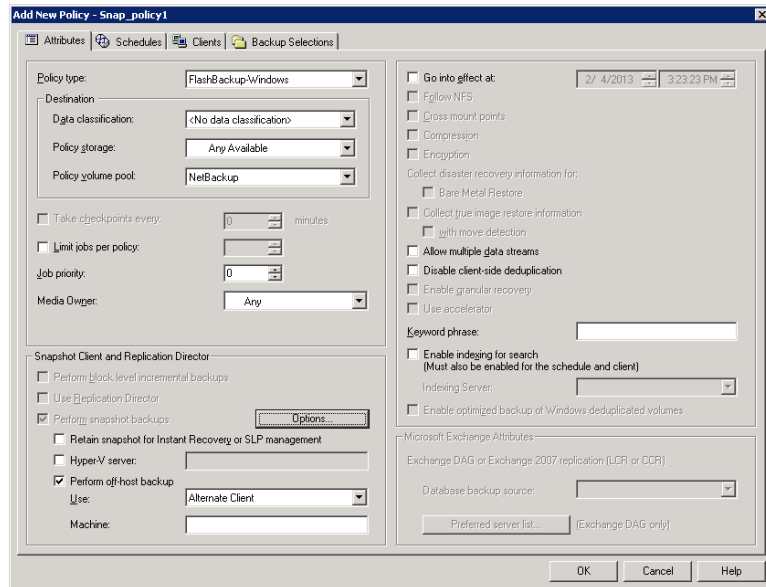 Add New Policy - Snap_policy1
Attributes
Schedules
Clients
Backup Selections
Policy type:
FlashBackup-Windows
Destination
Data classification:
<No data classification>
Policy storage:
Any Available
Policy volume pool:
NetBackup
Take checkpoints every:
0
minutes
Limit jobs per policy:
Job priority:
0
Media Owner:
Any
Snapshot Client and Replication Director
Perform block level incremental backups
Use Replication Director
Perform snapshot backups
Options...
Retain snapshot for Instant Recovery or SLP management
Hyper-V server:
Perform off-host backup
Use:
Alternate Client
Machine:
Go into effect at:
2/ 4/2013
3:23:23 PM
Follow NFS
Cross mount points
Compression
Encryption
Collect disaster recovery information for:
Bare Metal Restore
Collect true image restore information
with move detection
Allow multiple data streams
Disable client-side deduplication
Enable granular recovery
Use accelerator
Keyword phrase:
Enable indexing for search
(Must also be enabled for the schedule and client)
Indexing Server:
Enable optimized backup of Windows deduplicated volumes
Microsoft Exchange Attributes
Exchange DAG or Exchange 2007 replication (LCR or CCR)
Database backup source:
Preferred server list...
(Exchange DAG only)
OK
Cancel
Help